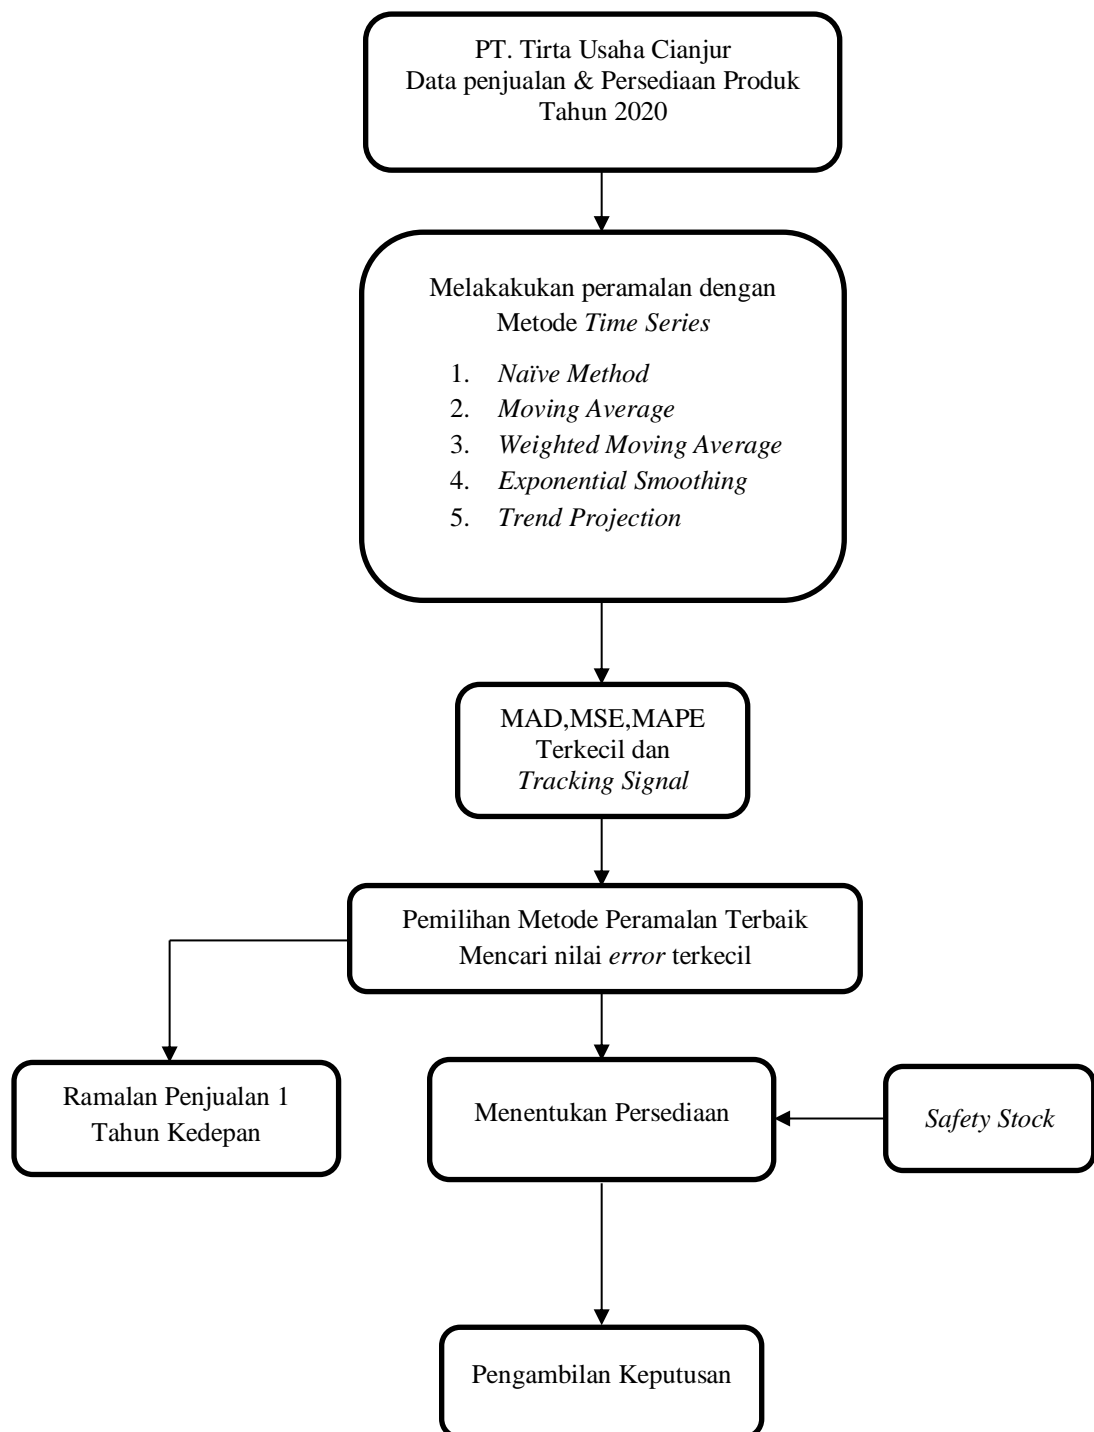 PT. Tirta Usaha Cianjur
Data penjualan & Persediaan Produk
Tahun 2020
Melakakukan peramalan dengan
Metode Time Series
1. Naïve Method
2. Moving Average
3. Weighted Moving Average
4. Exponential Smoothing
5. Trend Projection
MAD,MSE,MAPE
Terkecil dan
Tracking Signal
Pemilihan Metode Peramalan Terbaik
Mencari nilai error terkecil
Ramalan Penjualan 1
Tahun Kedepan
Menentukan Persediaan
Safety Stock
Pengambilan Keputusan